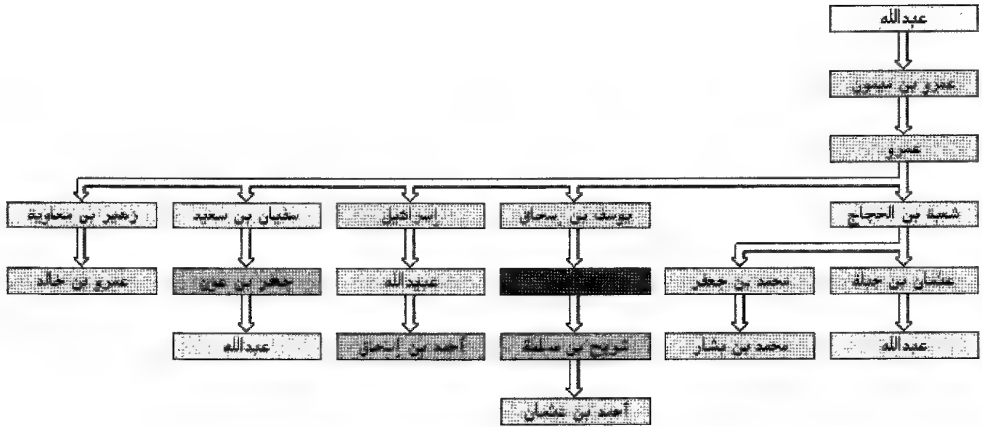 عبدالله
عمرو بن ميمون
عمرو
شعبة بن الحجاج
يوسف بن إسحاق
إسرائيل
سفيان بن سعيد
زهير بن معاوية
عثمان بن جبلة
محمد بن جعفر
عبيدالله
جعفر بن عون
عمرو بن خالد
عبدالله
محمد بن بشار
شريح بن مسلمة
أحمد بن إسحق
عبدالله
أحمد بن عثمان